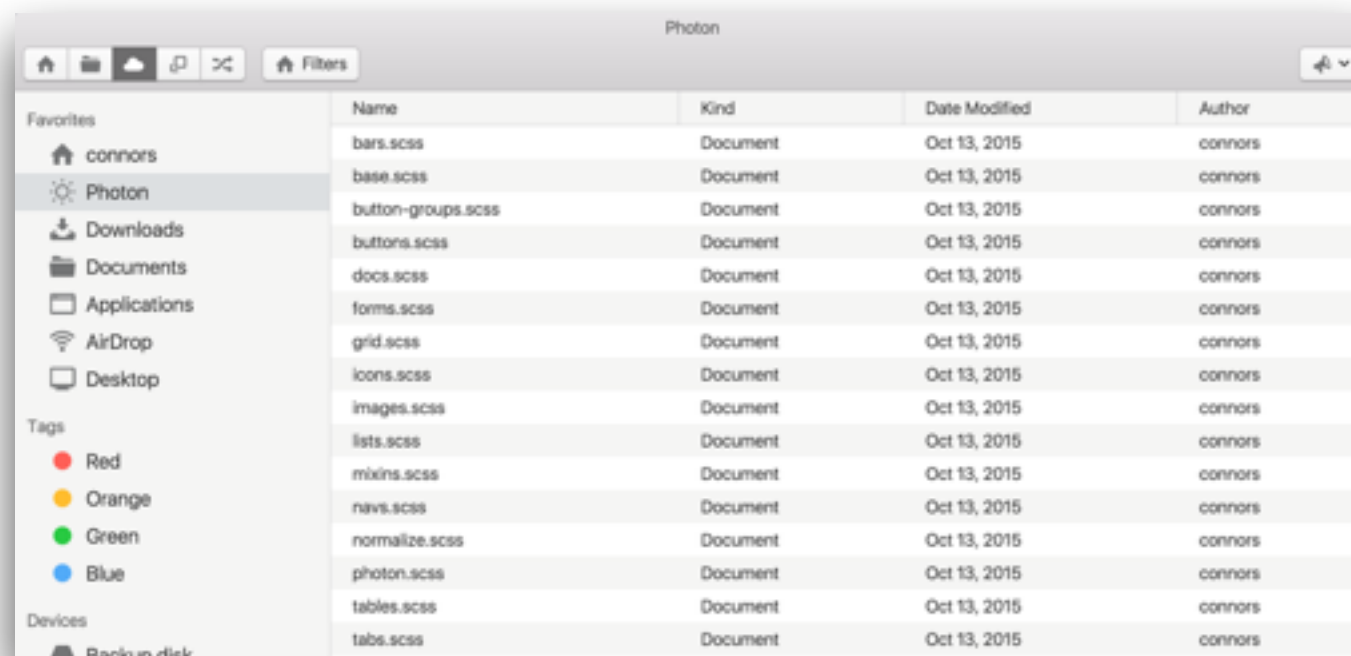 Photon
Filters
Favorites
connors
Photon
Downloads
Documents
Applications
AirDrop
Desktop
Tags
Red
Orange
Green
Blue
Devices
Backup disk
Name Kind Date Modified Author
bars.scss Document Oct 13, 2015 connors
base.scss Document Oct 13, 2015 connors
button-groups.scss Document Oct 13, 2015 connors
buttons.scss Document Oct 13, 2015 connors
docs.scss Document Oct 13, 2015 connors
forms.scss Document Oct 13, 2015 connors
grid.scss Document Oct 13, 2015 connors
icons.scss Document Oct 13, 2015 connors
images.scss Document Oct 13, 2015 connors
lists.scss Document Oct 13, 2015 connors
mixins.scss Document Oct 13, 2015 connors
navs.scss Document Oct 13, 2015 connors
normalize.scss Document Oct 13, 2015 connors
photon.scss Document Oct 13, 2015 connors
tables.scss Document Oct 13, 2015 connors
tabs.scss Document Oct 13, 2015 connors